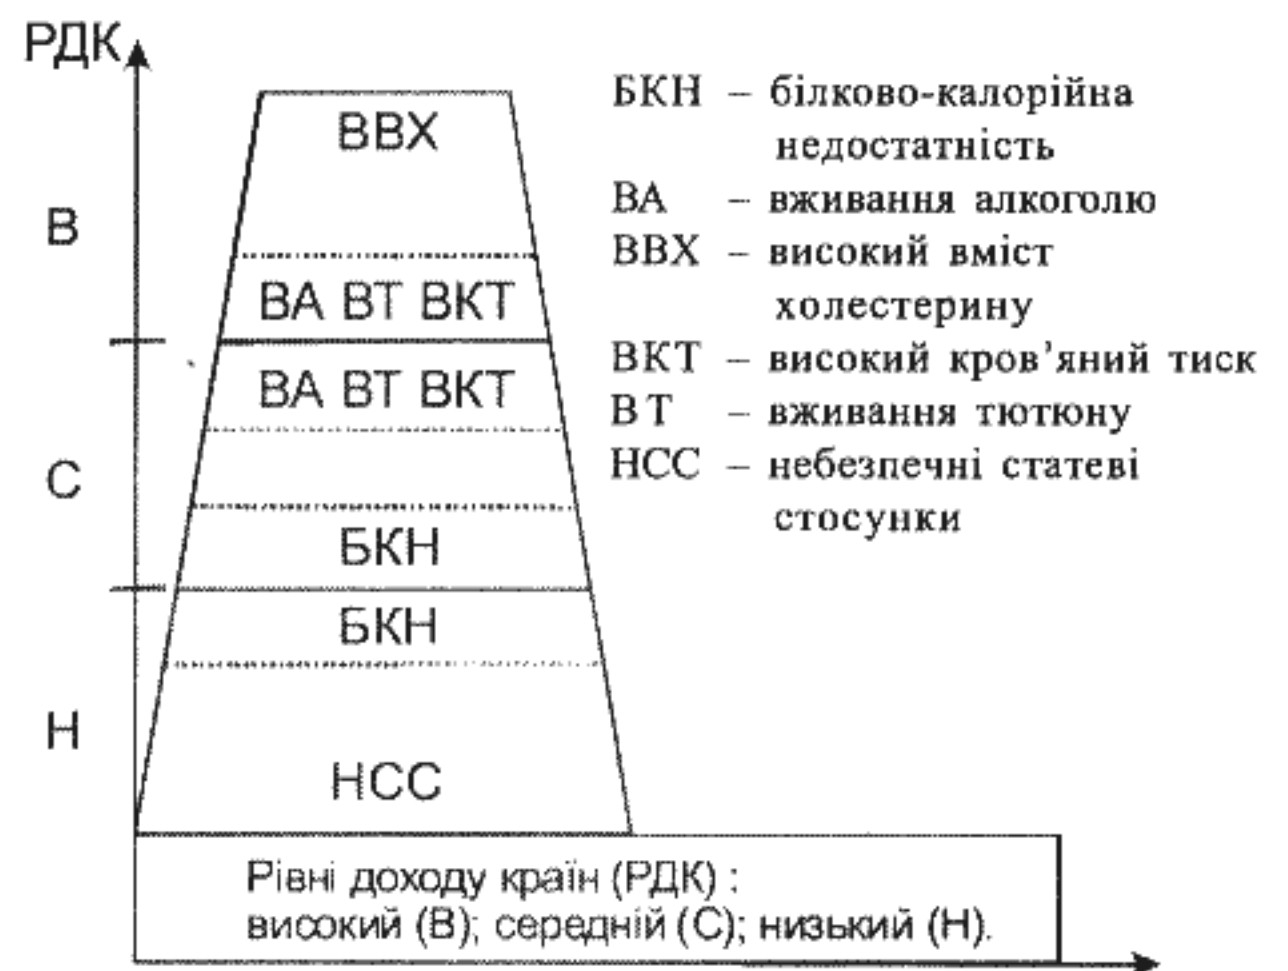 РДК
В
С
Н
ВВХ
ВА ВТ ВКТ
ВА ВТ ВКТ
БКН
БКН
НСС
БКН – білково-калорійна
недостатність
ВА – вживання алкоголю
ВВХ – високий вміст
холестерину
ВКТ – високий кров’яний тиск
ВТ – вживання тютюну
НСС – небезпечні статеві
стосунки
Рівні доходу країн (РДК) :
високий (В); середній (С); низький (Н).